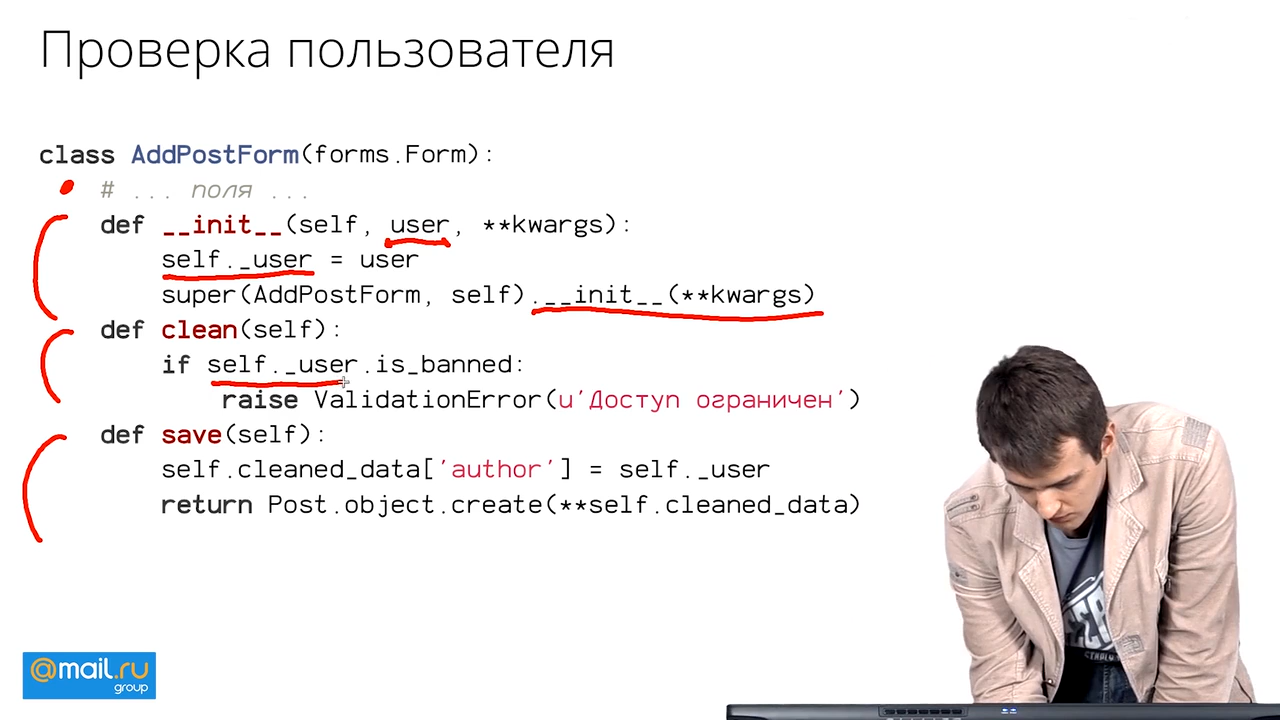 Проверка пользователя
class AddPostForm(forms.Form):
# ... поля ...
def __init__(self, user, **kwargs):
self._user = user
super(AddPostForm, self).__init__(**kwargs)
def clean(self):
if self._user.is_banned:
raise ValidationError(u'Доступ ограничен')
def save(self):
self.cleaned_data['author'] = self._user
return Post.object.create(**self.cleaned_data)
@mail.ru
group